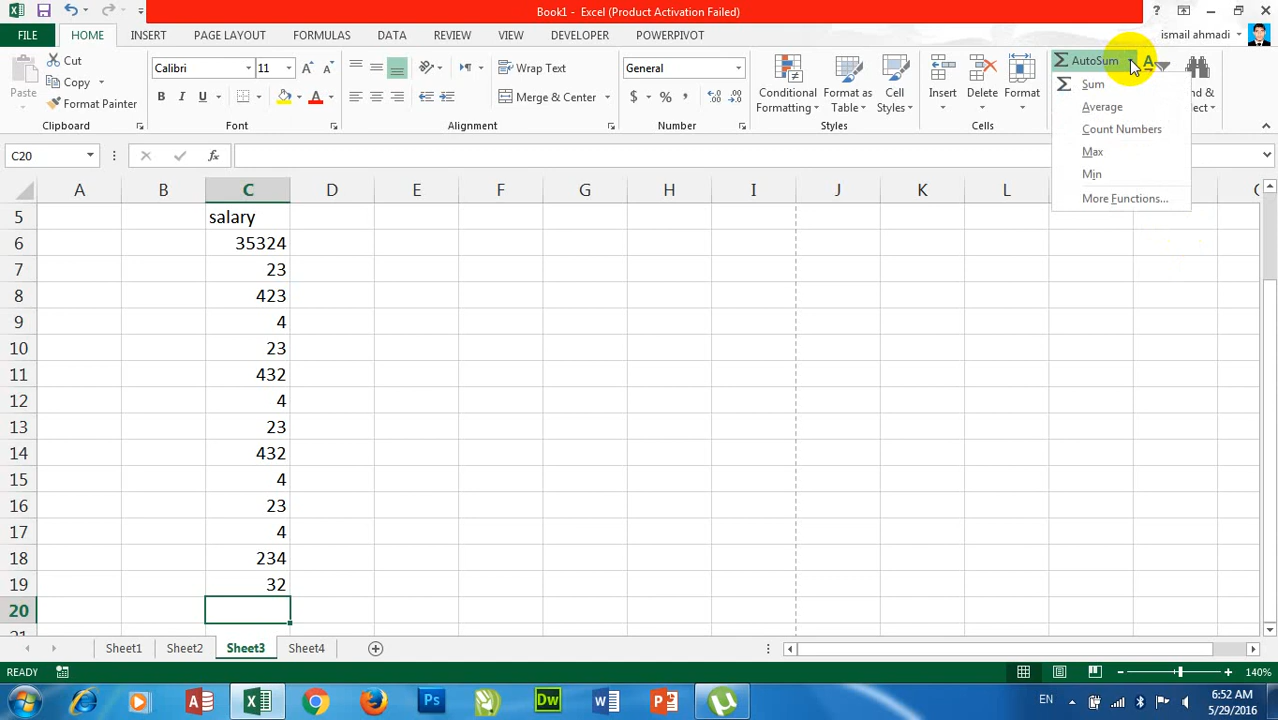 Book1 - Excel (Product Activation Failed)
FILE HOME INSERT PAGE LAYOUT FORMULAS DATA REVIEW VIEW DEVELOPER POWERPIVOT ismail ahmadi
Cut
Copy
Format Painter
Paste
Clipboard
Calibri 11
B I U
Font
Wrap Text
Merge & Center
Alignment
General
$ % ,
Number
Conditional Formatting
Format as Table
Cell Styles
Styles
Insert Delete Format
Cells
AutoSum
Sum
Average
Count Numbers
Max
Min
More Functions...
C20
fx
A B C D E F G H I J K L
5 salary
6 35324
7 23
8 423
9 4
10 23
11 432
12 4
13 23
14 432
15 4
16 23
17 4
18 234
19 32
20
Sheet1 Sheet2 Sheet3 Sheet4
READY 140%
Ps Dw
EN 6:52 AM
5/29/2016